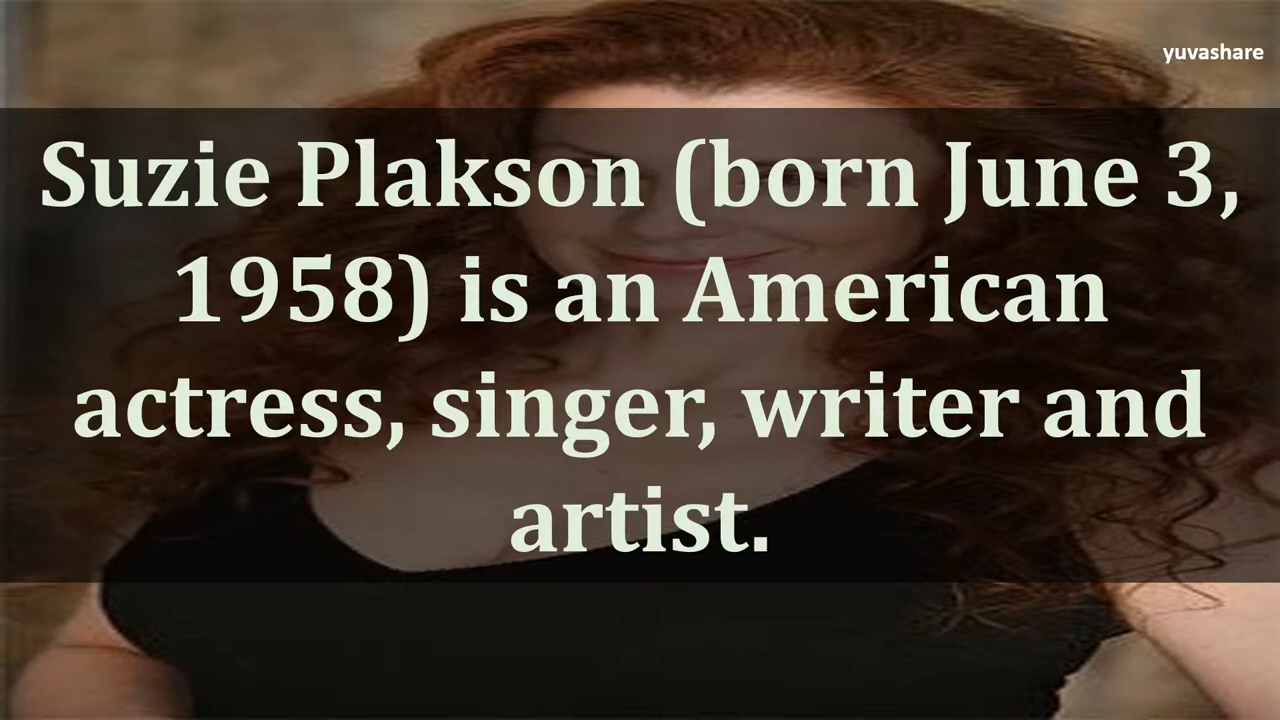 yuvashare
Suzie Plakson (born June 3,
1958) is an American
actress, singer, writer and
artist.